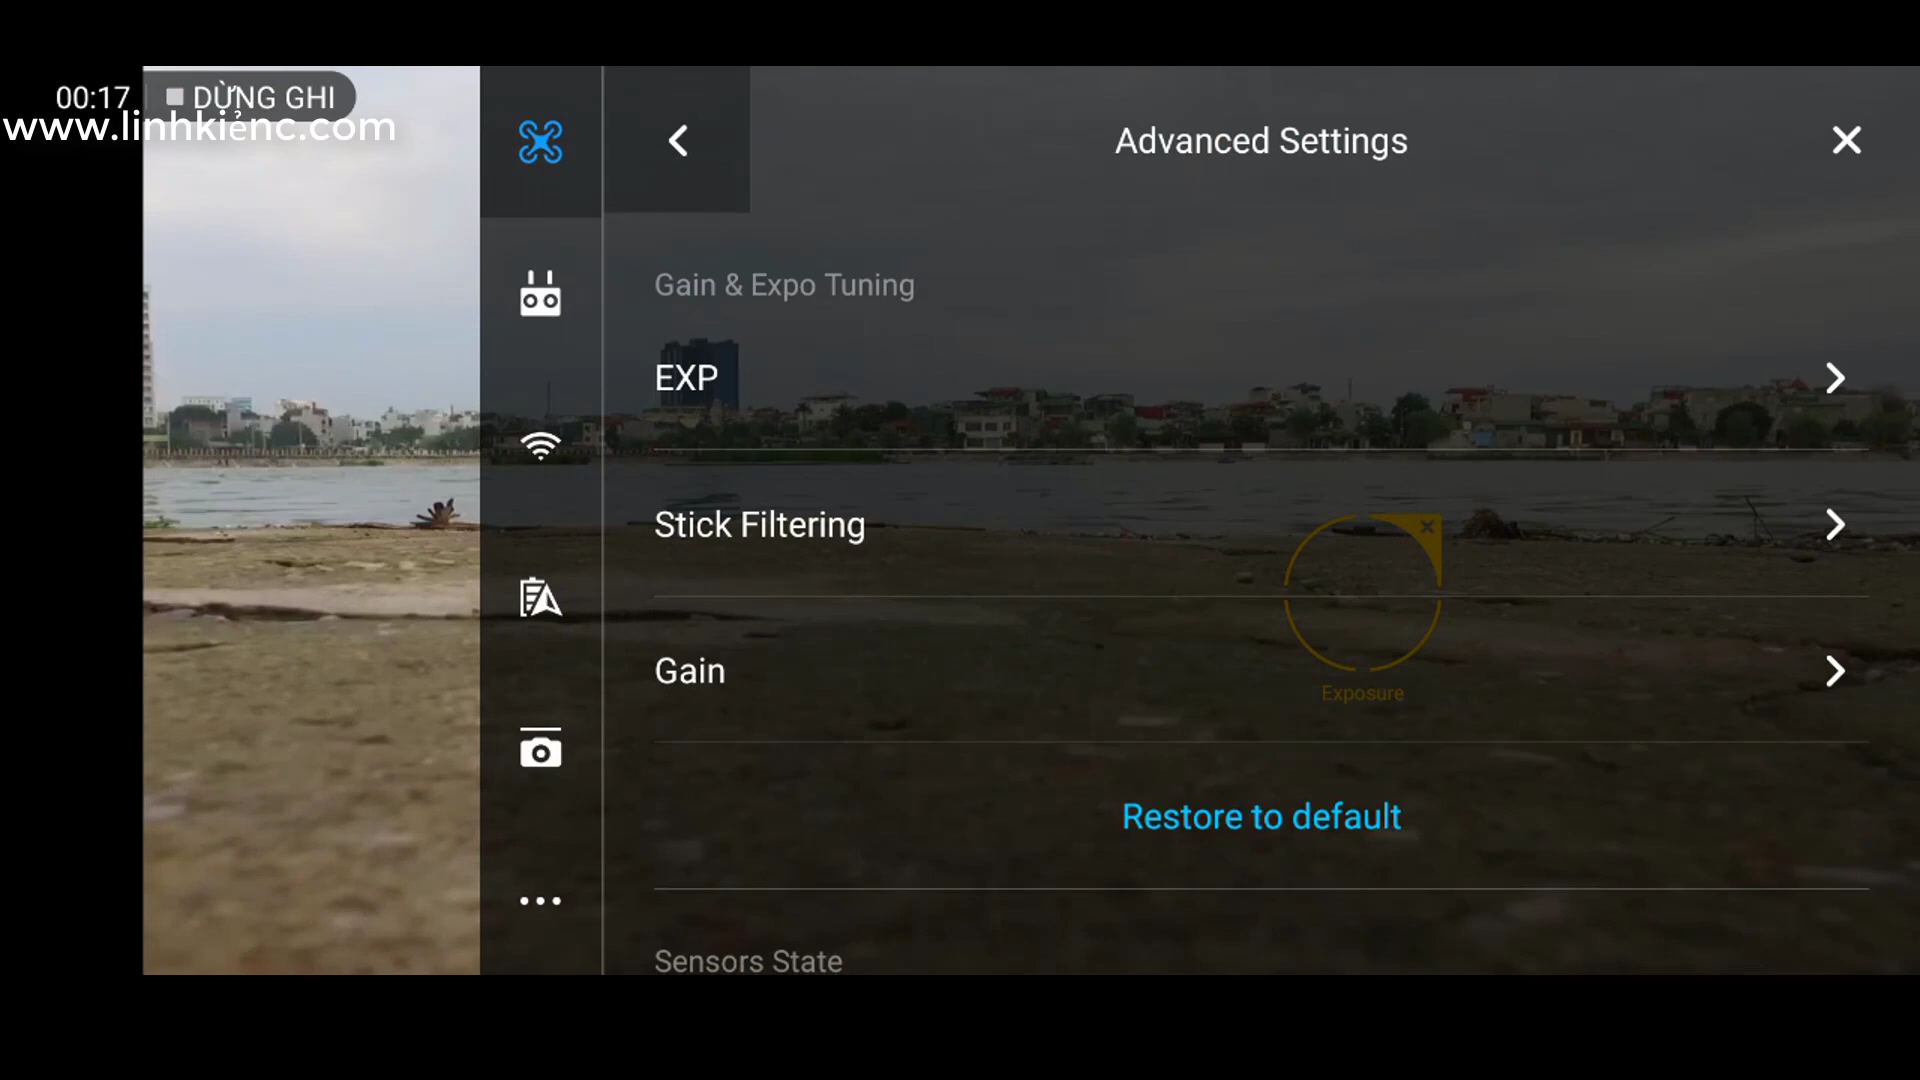 00:17 DỪNG GHI
www.linhkiẻnc.com
Advanced Settings
Gain & Expo Tuning
EXP
Stick Filtering
Gain
Exposure
Restore to default
Sensors State